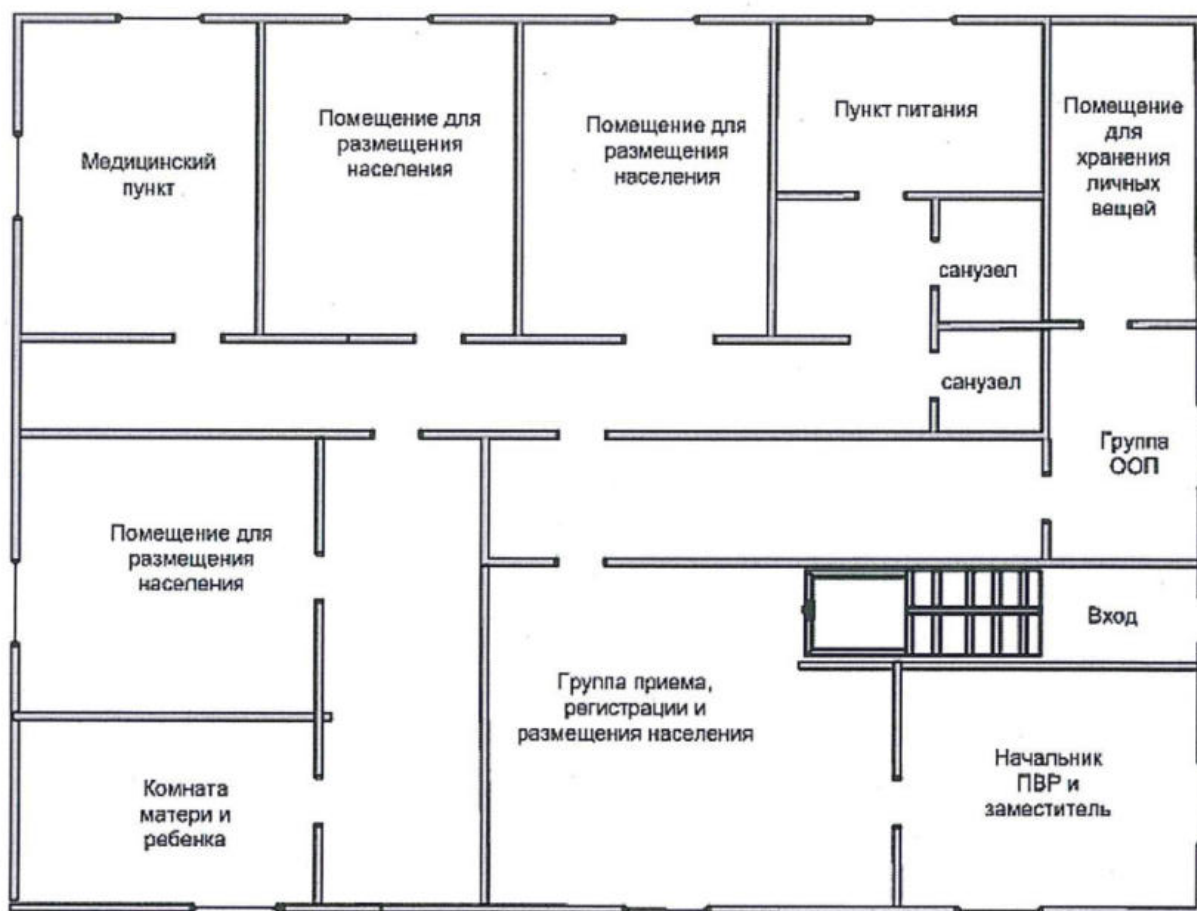 Медицинский
пункт
Помещение для
размещения
населения
Помещение для
размещения
населения
Пункт питания
Помещение
для
хранения
личных
вещей
санузел
санузел
Группа
ООП
Помещение для
размещения
населения
Вход
Группа приема,
регистрации и
размещения населения
Начальник
ПВР и
заместитель
Комната
матери и
ребенка